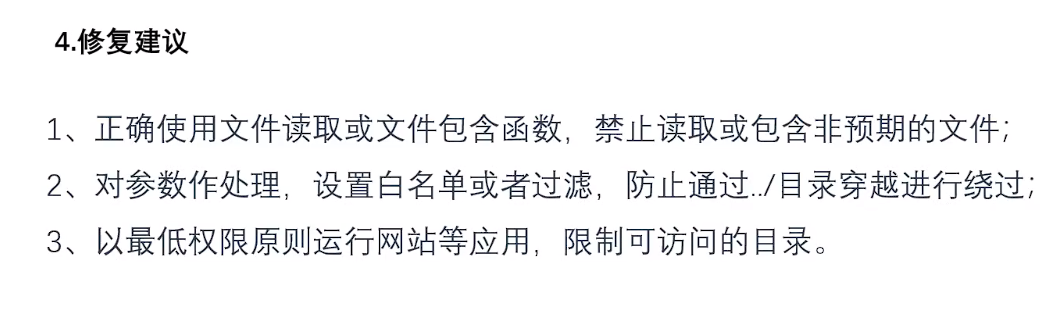 4.修复建议
1、正确使用文件读取或文件包含函数，禁止读取或包含非预期的文件；
2、对参数作处理，设置白名单或者过滤，防止通过../目录穿越进行绕过；
3、以最低权限原则运行网站等应用，限制可访问的目录。